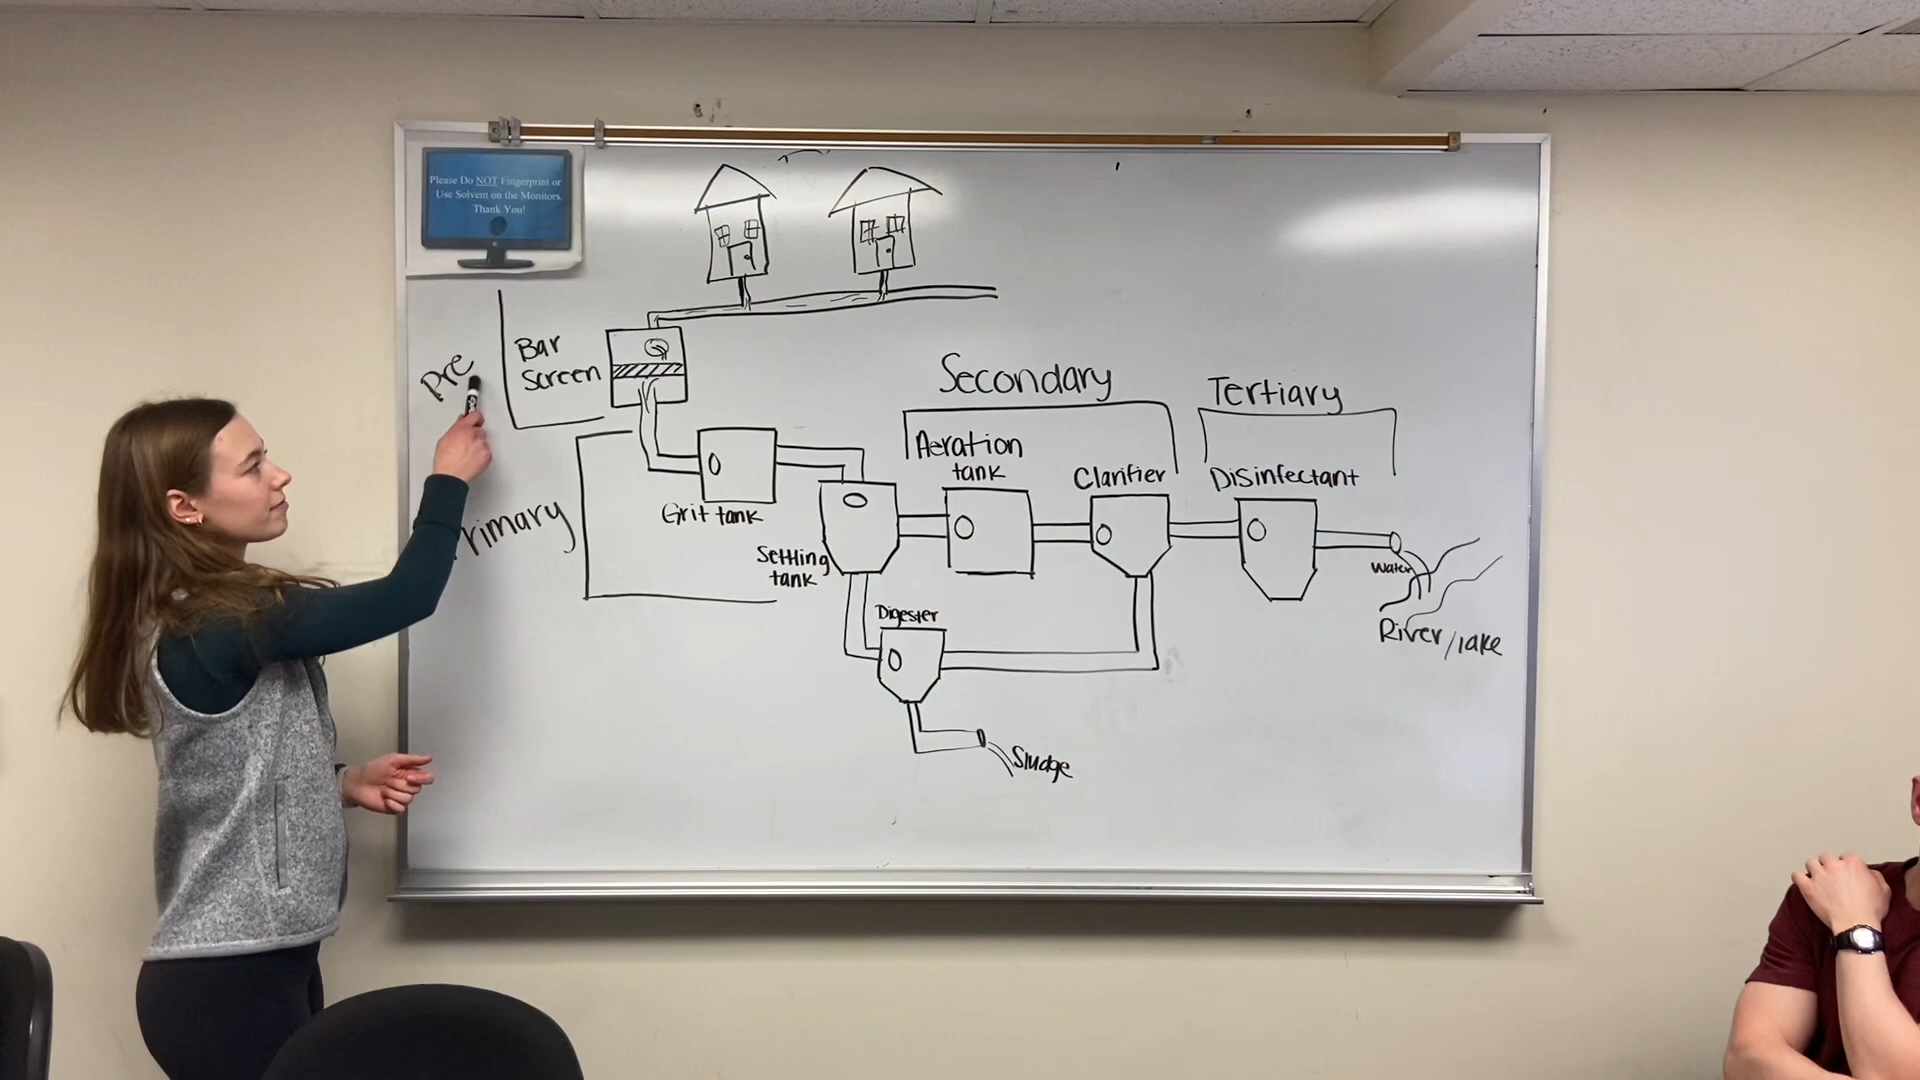 Please Do NOT Fingerprint or
Use Solvent on the Monitors.
Thank You!
Pre
Bar
Screen
Secondary
Tertiary
Aeration
tank
Clarifier
Disinfectant
Grit tank
Primary
Settling
tank
Water
Digester
River/lake
Sludge